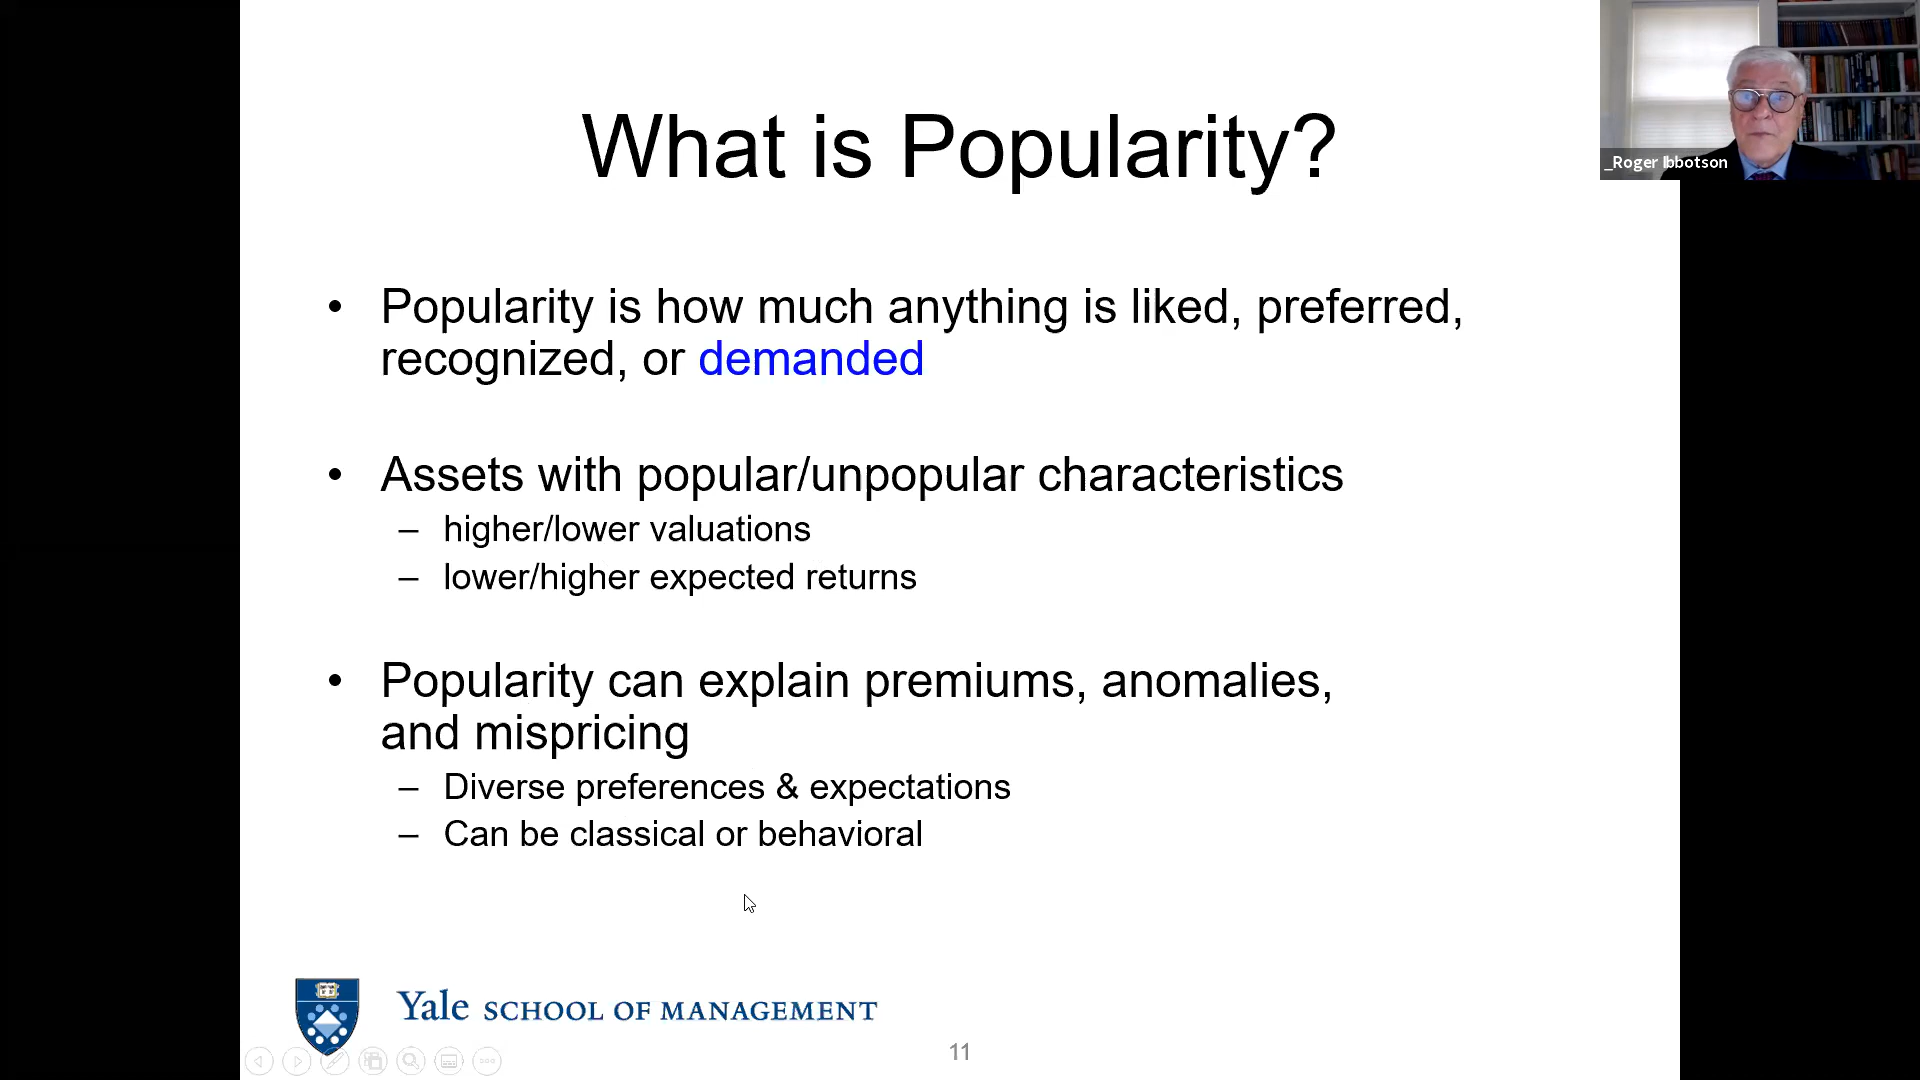 What is Popularity?
_Roger Ibbotson
• Popularity is how much anything is liked, preferred,
recognized, or demanded
• Assets with popular/unpopular characteristics
– higher/lower valuations
– lower/higher expected returns
• Popularity can explain premiums, anomalies,
and mispricing
– Diverse preferences & expectations
– Can be classical or behavioral
Yale SCHOOL OF MANAGEMENT
11